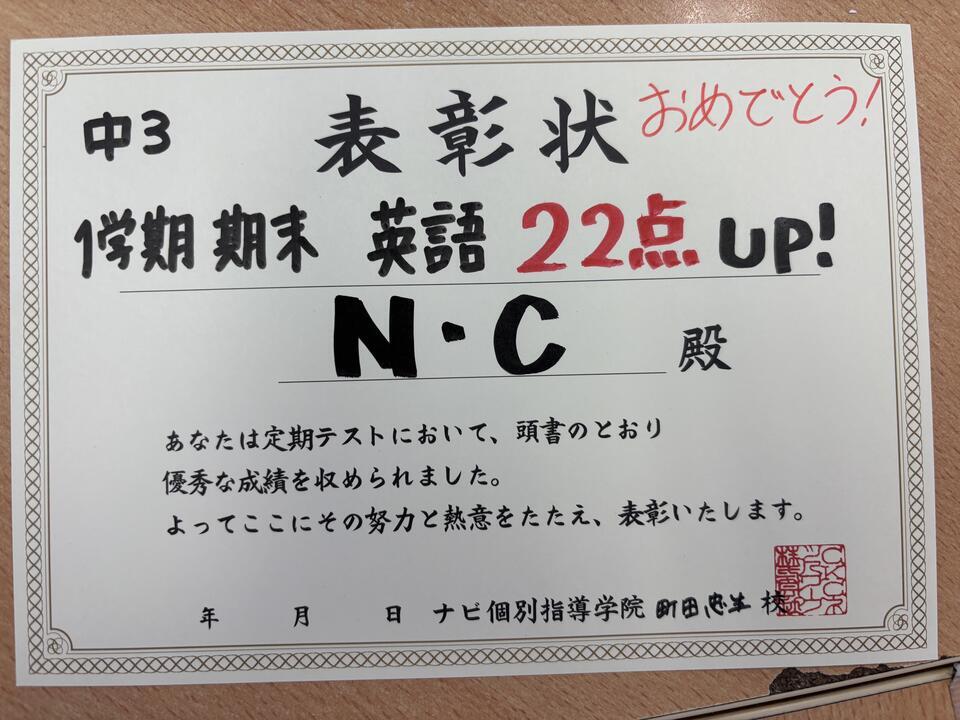 中3
表彰状
おめでとう!
1学期 期末 英語 22点 UP!
N・C 殿
あなたは定期テストにおいて、頭書のとおり
優秀な成績を収められました。
よってここにその努力と熱意をたたえ、表彰いたします。
年 月 日 ナビ個別指導学院 町田忠生 校